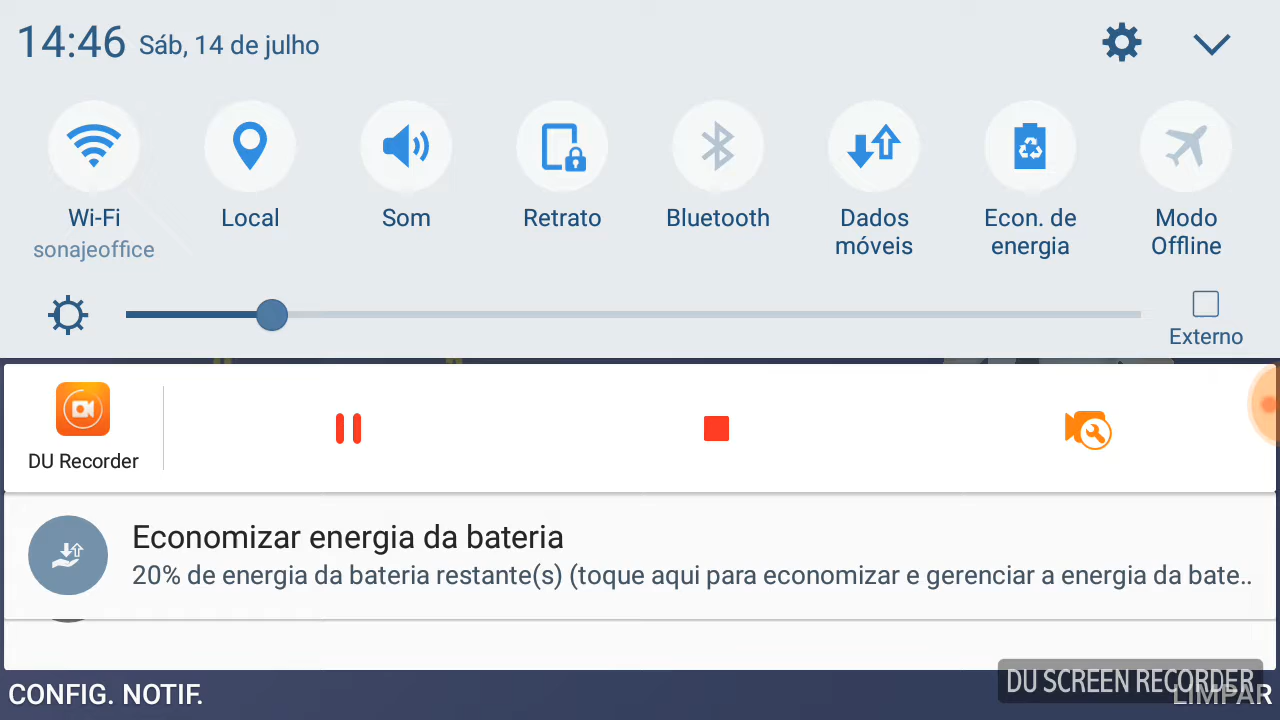 14:46 Sáb, 14 de julho
Wi-Fi
sonajeoffice
Local
Som
Retrato
Bluetooth
Dados
móveis
Econ. de
energia
Modo
Offline
Externo
DU Recorder
Economizar energia da bateria
20% de energia da bateria restante(s) (toque aqui para economizar e gerenciar a energia da bate..
CONFIG. NOTIF.
DU SCREEN RECORDER
LIMPAR